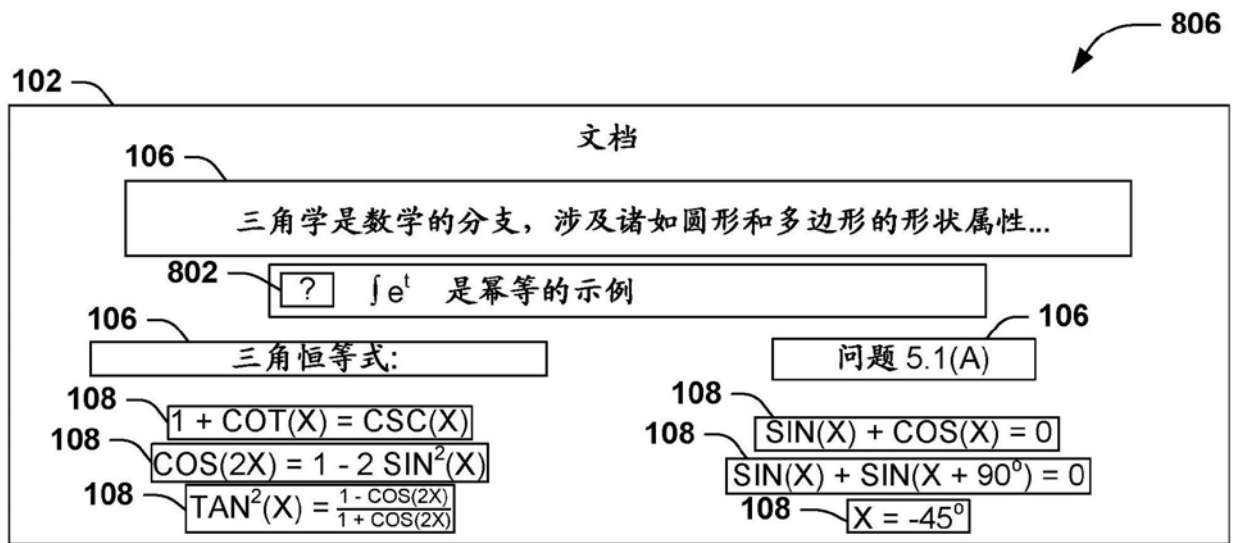 806
102
文档
106
三角学是数学的分支，涉及诸如圆形和多边形的形状属性...
802
? ∫e^t 是幂等的示例
106
三角恒等式:
106
问题 5.1(A)
108
1 + COT(X) = CSC(X)
108
COS(2X) = 1 - 2 SIN²(X)
108
TAN²(X) = (1 - COS(2X))/(1 + COS(2X))
108
SIN(X) + COS(X) = 0
108
SIN(X) + SIN(X + 90⁰) = 0
108
X = -45⁰